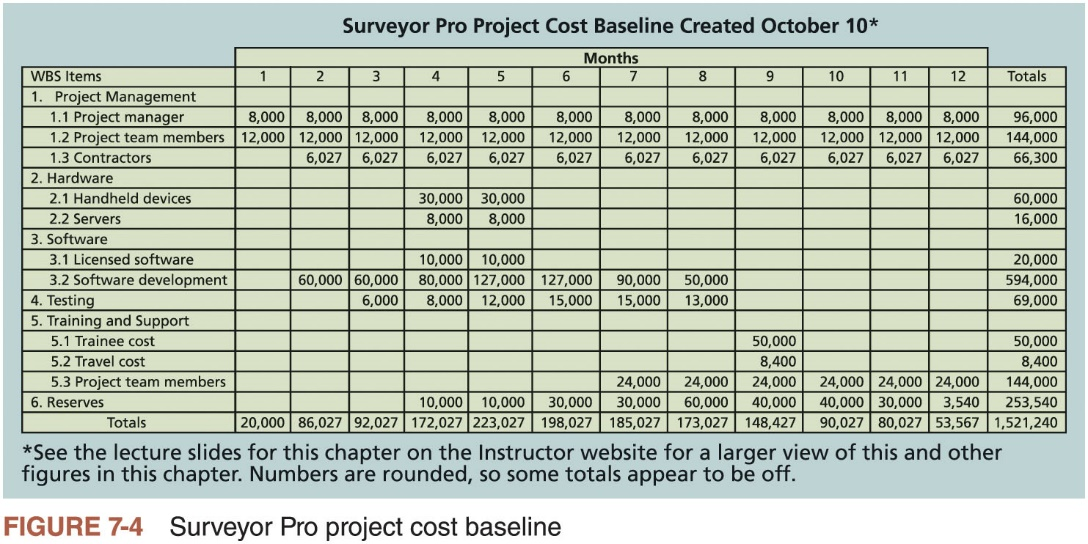 Surveyor Pro Project Cost Baseline Created October 10*
Months
WBS Items 1 2 3 4 5 6 7 8 9 10 11 12 Totals
1. Project Management
1.1 Project manager 8,000 8,000 8,000 8,000 8,000 8,000 8,000 8,000 8,000 8,000 8,000 8,000 96,000
1.2 Project team members 12,000 12,000 12,000 12,000 12,000 12,000 12,000 12,000 12,000 12,000 12,000 12,000 144,000
1.3 Contractors 6,027 6,027 6,027 6,027 6,027 6,027 6,027 6,027 6,027 6,027 6,027 66,300
2. Hardware
2.1 Handheld devices 30,000 30,000 60,000
2.2 Servers 8,000 8,000 16,000
3. Software
3.1 Licensed software 10,000 10,000 20,000
3.2 Software development 60,000 60,000 80,000 127,000 127,000 90,000 50,000 594,000
4. Testing 6,000 8,000 12,000 15,000 15,000 13,000 69,000
5. Training and Support
5.1 Trainee cost 50,000 50,000
5.2 Travel cost 8,400 8,400
5.3 Project team members 24,000 24,000 24,000 24,000 24,000 24,000 144,000
6. Reserves 10,000 10,000 30,000 30,000 60,000 40,000 40,000 30,000 3,540 253,540
Totals 20,000 86,027 92,027 172,027 223,027 198,027 185,027 173,027 148,427 90,027 80,027 53,567 1,521,240
*See the lecture slides for this chapter on the Instructor website for a larger view of this and other
figures in this chapter. Numbers are rounded, so some totals appear to be off.
FIGURE 7-4 Surveyor Pro project cost baseline